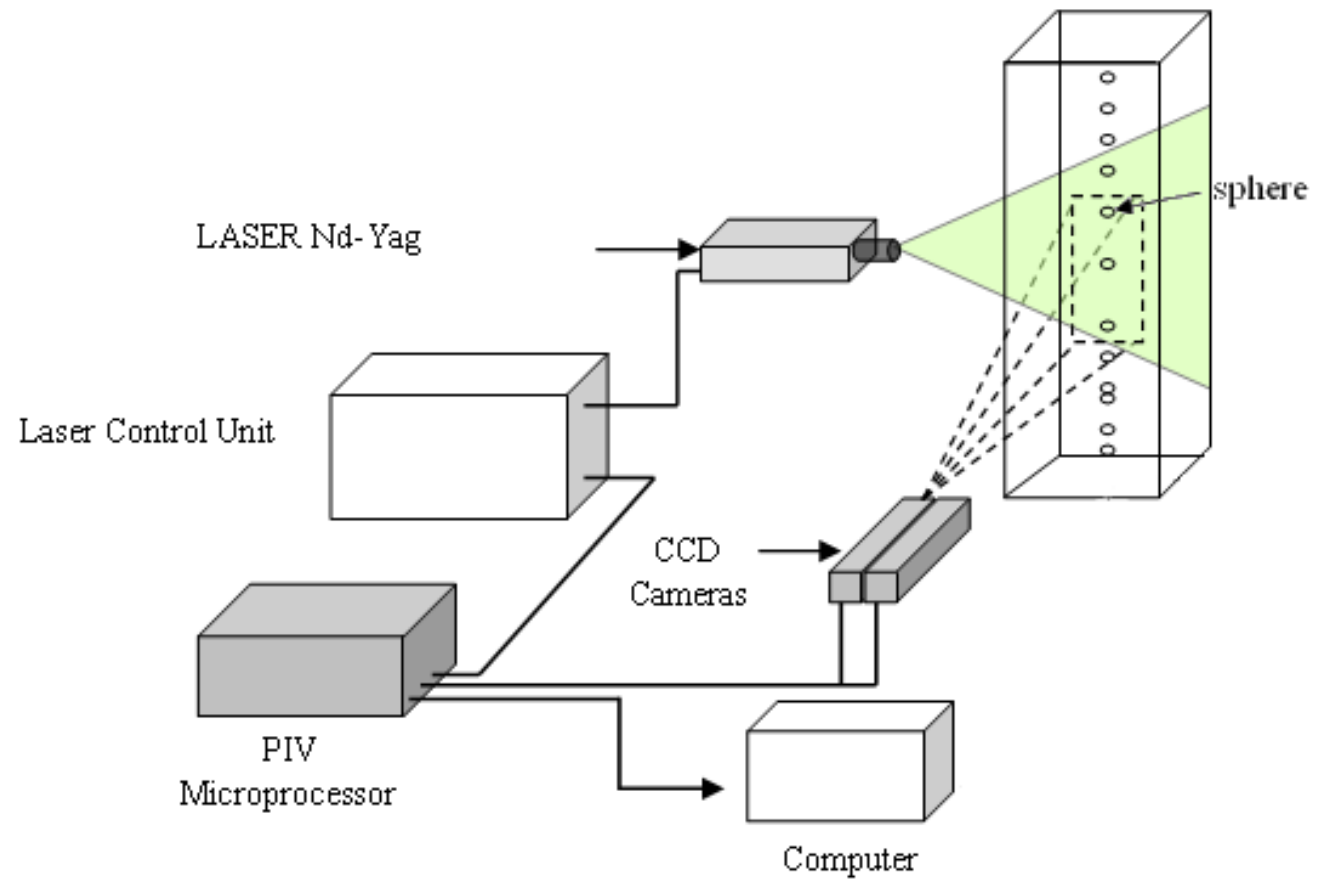 sphere
LASER Nd-Yag
Laser Control Unit
CCD
Cameras
PIV
Microprocessor
Computer